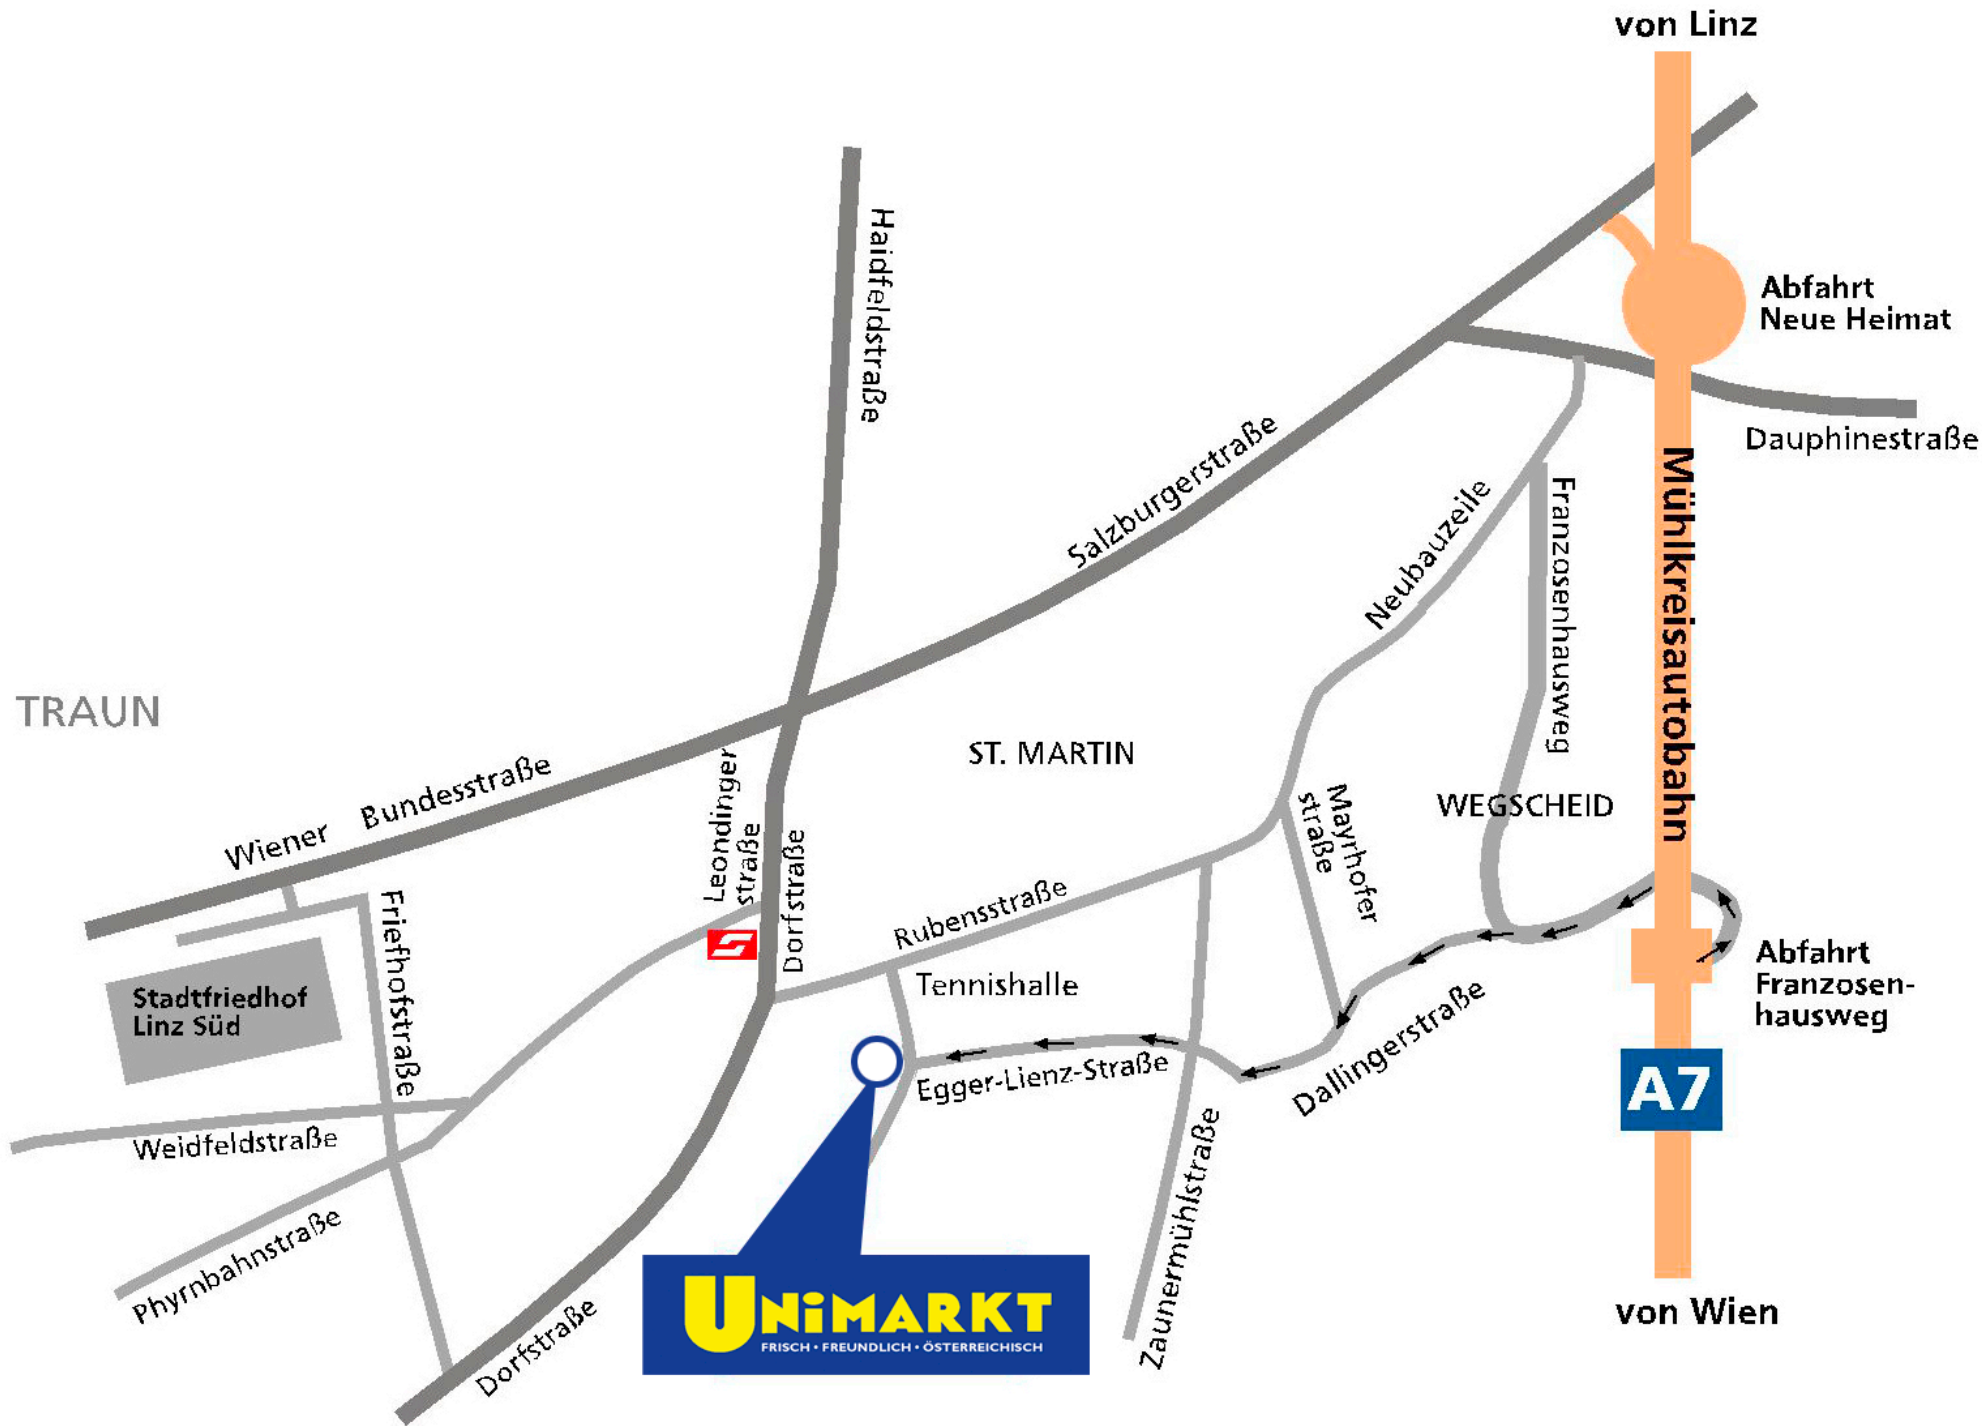 von Linz
Haidfeldstraße
Abfahrt
Neue Heimat
Dauphinestraße
Salzburgerstraße
Mühlkreisautobahn
Neubauzeile
Franzosenhausweg
TRAUN
ST. MARTIN
Wiener Bundesstraße
Leondinger
straße
Mayrhofer
straße
WEGSCHEID
Dorfstraße
Rubensstraße
Friefhofstraße
Stadtfriedhof
Linz Süd
Tennishalle
Abfahrt
Franzosen-
hausweg
Egger-Lienz-Straße
Dallingerstraße
A7
Weidfeldstraße
Zaunermühlstraße
Phyrnbahnstraße
Dorfstraße
UNiMARKT
FRISCH • FREUNDLICH • ÖSTERREICHISCH
von Wien